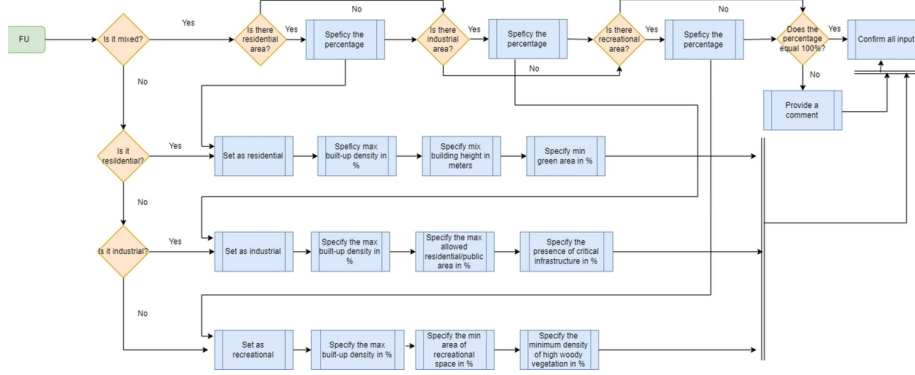 No
No
FU
Is it mixed?
Yes
Is there
residential
area?
Yes
Speficy the
percentage
Is there
industrial
area?
Yes
Speficy the
percentage
Is there
recreational
area?
Yes
Speficy the
percentage
Does the
percentage
equal 100%?
Yes
Confirm all input
No
No
No
Provide a
comment
Is it
resildential?
Yes
Set as residential
Speficy max
built-up density in
%
Specify mix
building height in
meters
Specify min
green area in %
No
Is it industrial?
Yes
Set as industrial
Specify the max
built-up density in
%
Specify the max
allowed
residential/public
area in %
Specify the
presence of critical
infrastructure in %
No
Set as
recreational
Specify the max
built-up density in %
Specify the min
area of
recreational
space in %
Specify the
minimum density
of high woody
vegetation in %